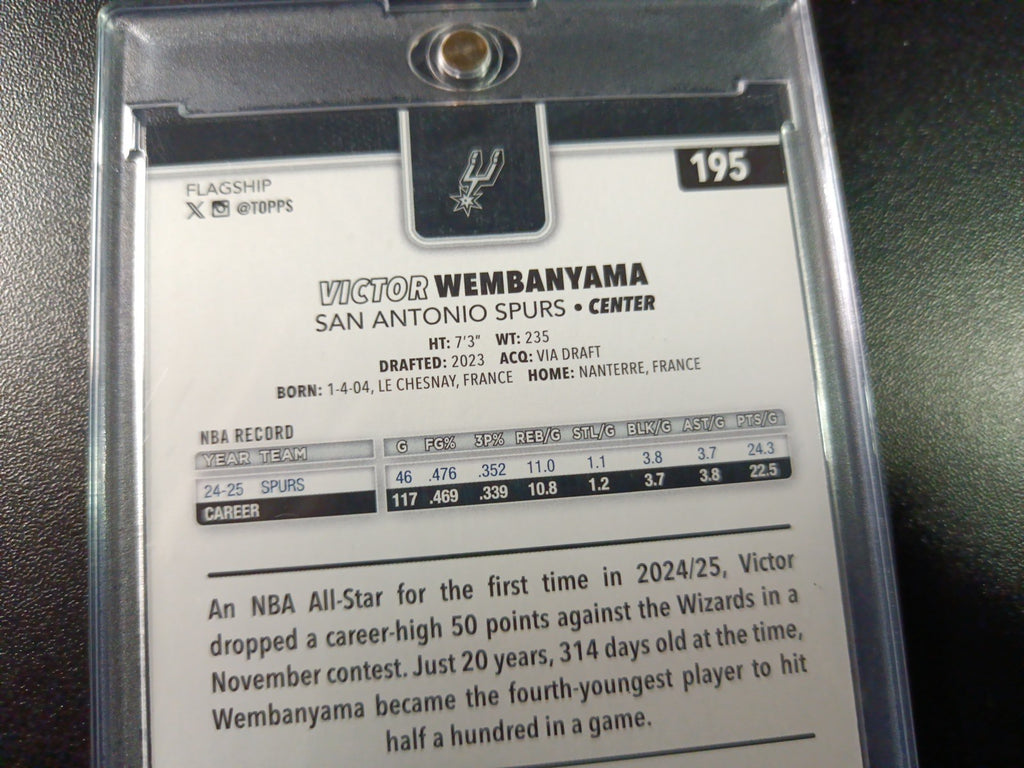 195
FLAGSHIP
X @TOPPS
VICTOR WEMBANYAMA
SAN ANTONIO SPURS • CENTER
HT: 7'3" WT: 235
DRAFTED: 2023 ACQ: VIA DRAFT
BORN: 1-4-04, LE CHESNAY, FRANCE HOME: NANTERRE, FRANCE
NBA RECORD
YEAR TEAM G FG% 3P% REB/G STL/G BLK/G AST/G PTS/G
24-25 SPURS 46 .476 .352 11.0 1.1 3.8 3.7 24.3
CAREER 117 .469 .339 10.8 1.2 3.7 3.8 22.5
An NBA All-Star for the first time in 2024/25, Victor
dropped a career-high 50 points against the Wizards in a
November contest. Just 20 years, 314 days old at the time,
Wembanyama became the fourth-youngest player to hit
half a hundred in a game.